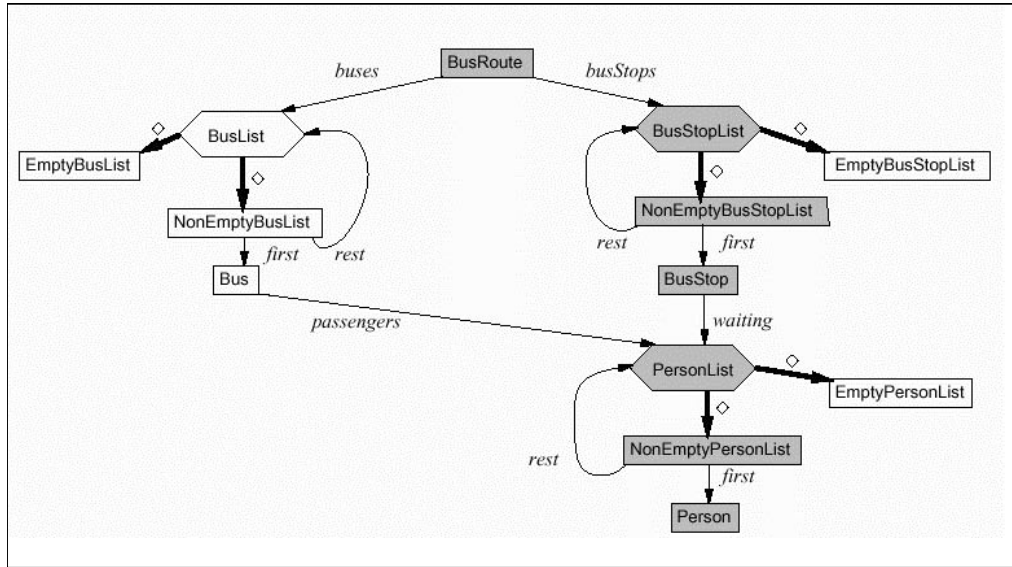 BusRoute
buses
busStops
BusList
BusStopList
EmptyBusList
EmptyBusStopList
NonEmptyBusList
NonEmptyBusStopList
first
rest
rest
first
Bus
BusStop
passengers
waiting
PersonList
EmptyPersonList
NonEmptyPersonList
rest
first
Person